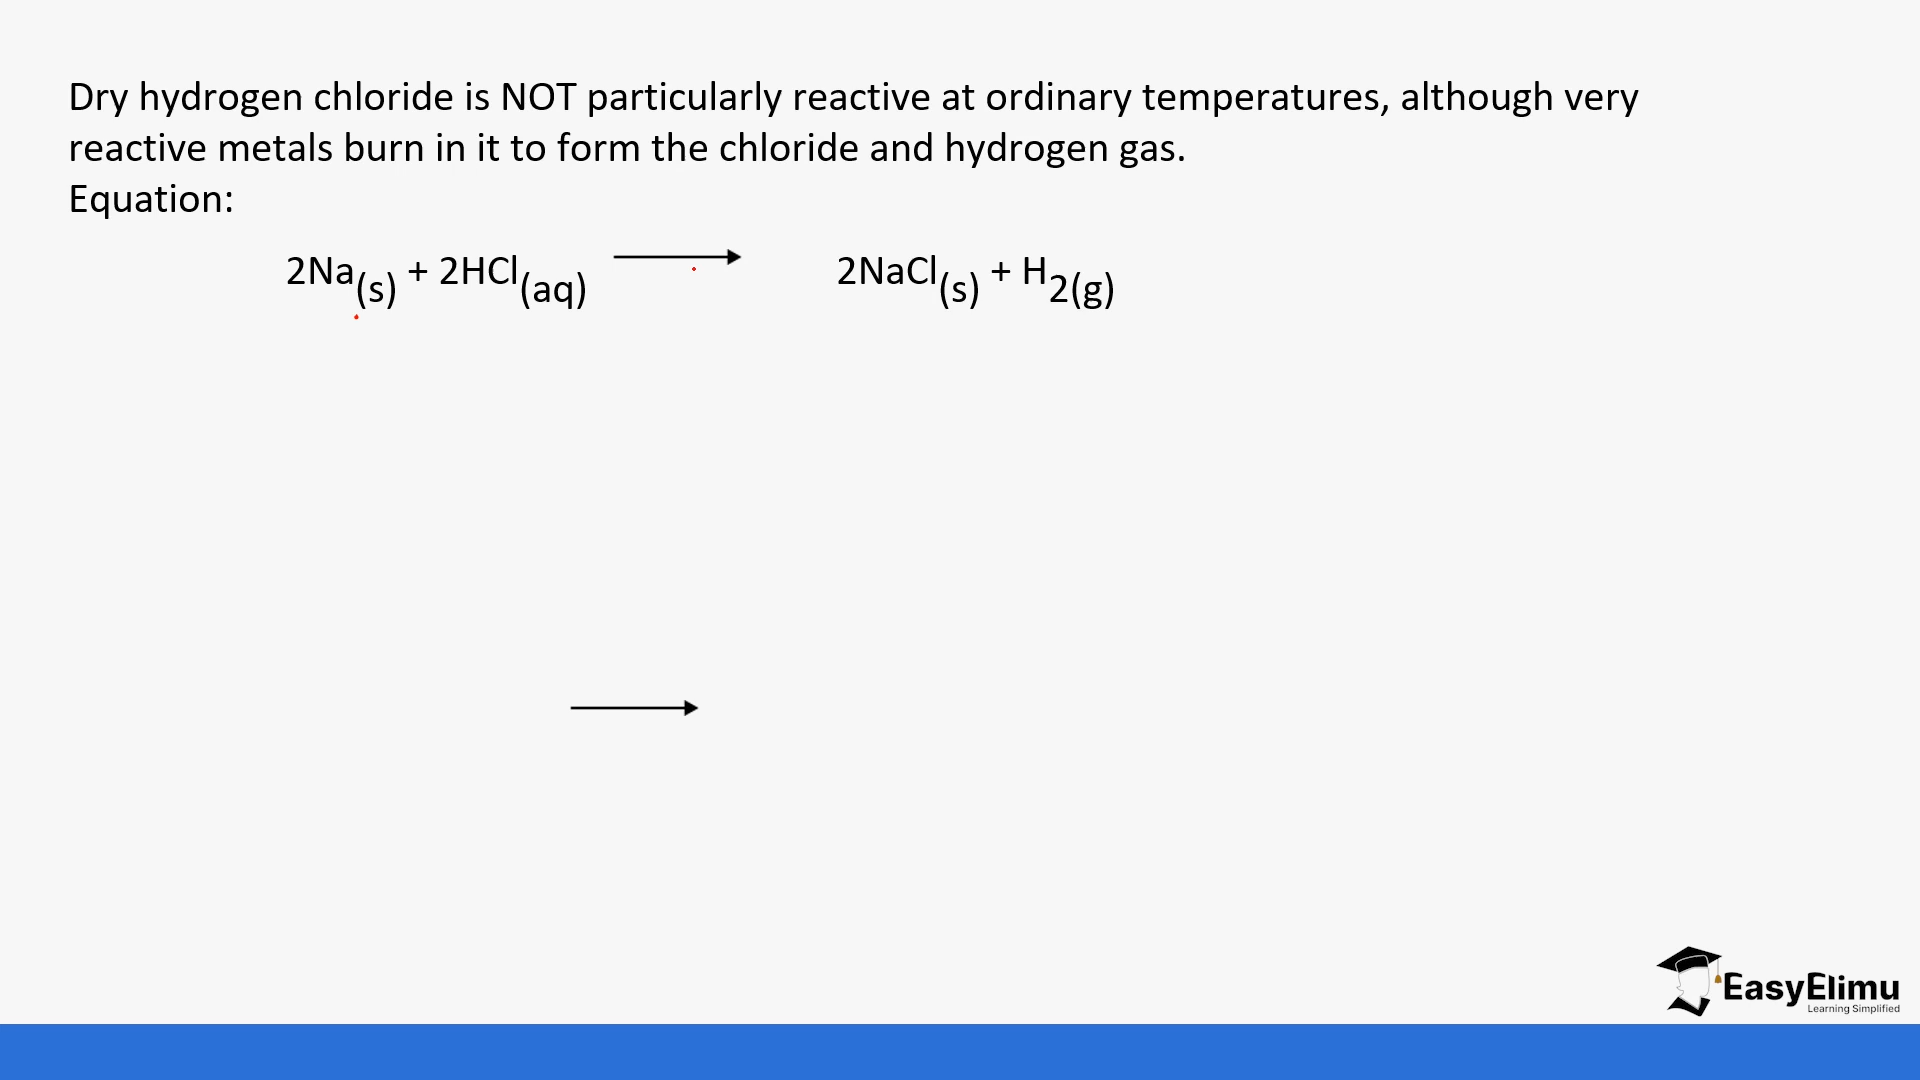 Dry hydrogen chloride is NOT particularly reactive at ordinary temperatures, although very
reactive metals burn in it to form the chloride and hydrogen gas.
Equation:
2Na(s) + 2HCl(aq) ⟶ 2NaCl(s) + H2(g)
⟶
EasyElimu
Learning Simplified